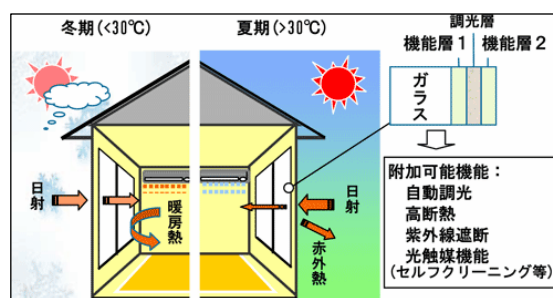 冬期(<30℃)
夏期(>30℃)
調光層
機能層1
機能層2
ガラス
日射
暖房熱
日射
赤外熱
附加可能機能：
自動調光
高断熱
紫外線遮断
光触媒機能
(セルフクリーニング等)